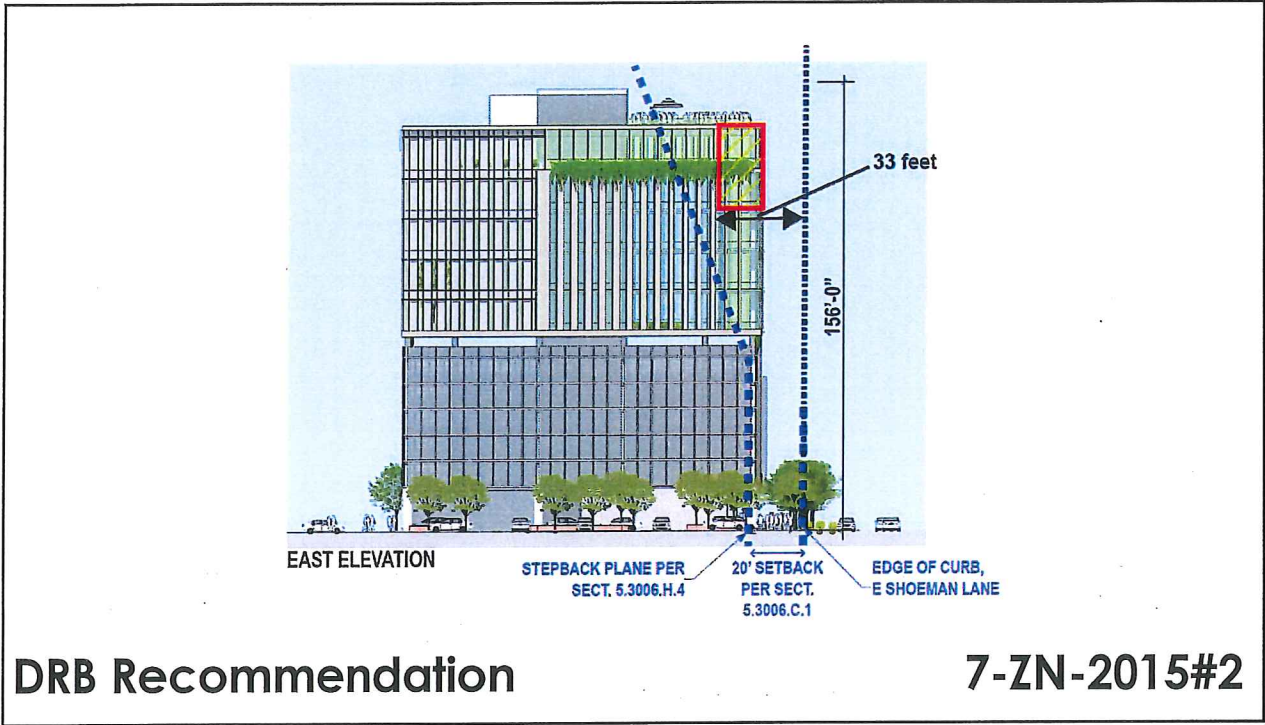 33 feet
156'-0"
EAST ELEVATION
STEPBACK PLANE PER
SECT. 5.3006.H.4
20' SETBACK
PER SECT.
5.3006.C.1
EDGE OF CURB,
E SHOEMAN LANE
DRB Recommendation
7-ZN-2015#2